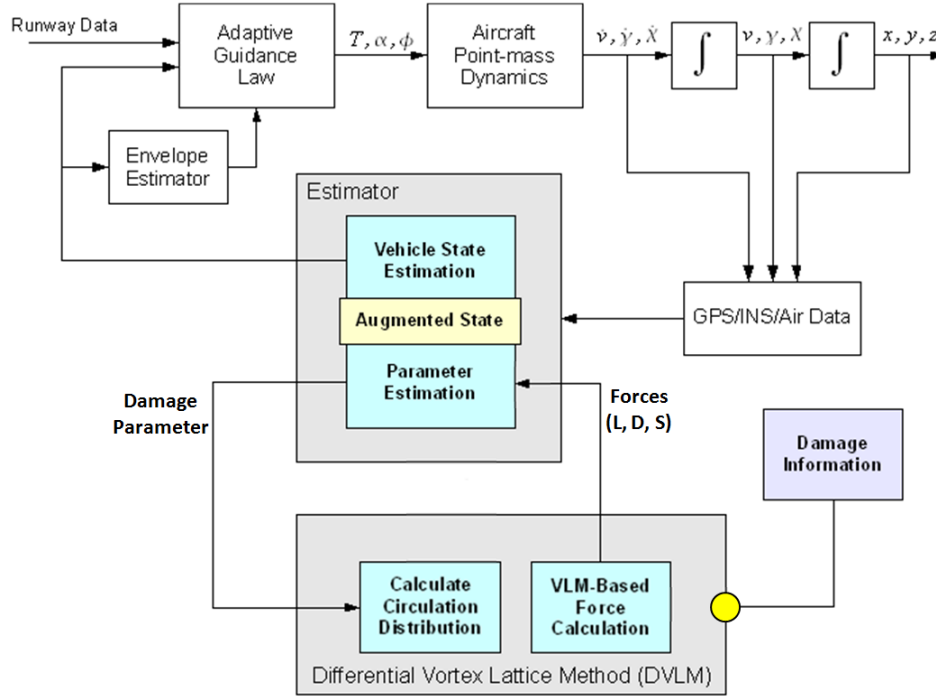 Runway Data
Adaptive
Guidance
Law
T, α, ϕ
Aircraft
Point-mass
Dynamics
v̇, γ̇, χ̇
∫
v, γ, χ
∫
x, y, z
Envelope
Estimator
Estimator
Vehicle State
Estimation
Augmented State
Parameter
Estimation
GPS/INS/Air Data
Damage
Parameter
Forces
(L, D, S)
Damage
Information
Calculate
Circulation
Distribution
VLM-Based
Force
Calculation
Differential Vortex Lattice Method (DVLM)